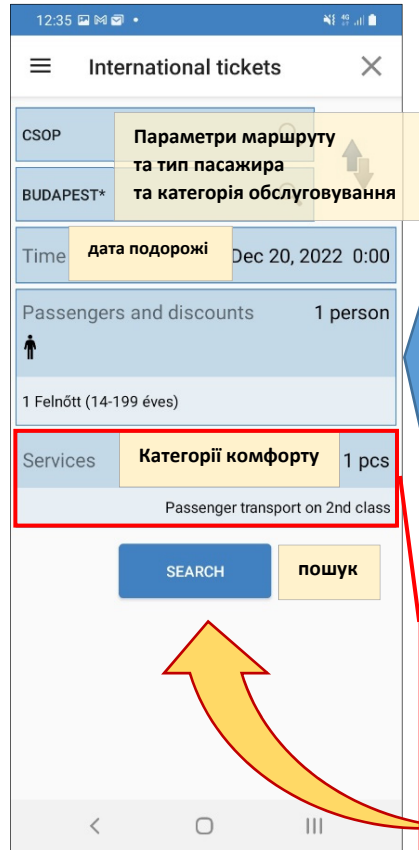 12:35
International tickets
CSOP
Параметри маршруту
та тип пасажира
BUDAPEST*
та категорія обслуговування
Time
дата подорожі
Dec 20, 2022 0:00
Passengers and discounts
1 person
1 Felnőtt (14-199 éves)
Services
Категорії комфорту
1 pcs
Passenger transport on 2nd class
SEARCH
пошук